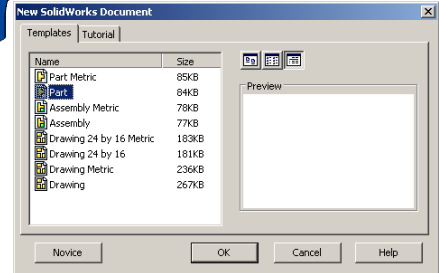 New SolidWorks Document
Templates Tutorial
Name Size
Part Metric 85KB
Part 84KB
Assembly Metric 78KB
Assembly 77KB
Drawing 24 by 16 Metric 183KB
Drawing 24 by 16 181KB
Drawing Metric 236KB
Drawing 267KB
Preview
Novice OK Cancel Help